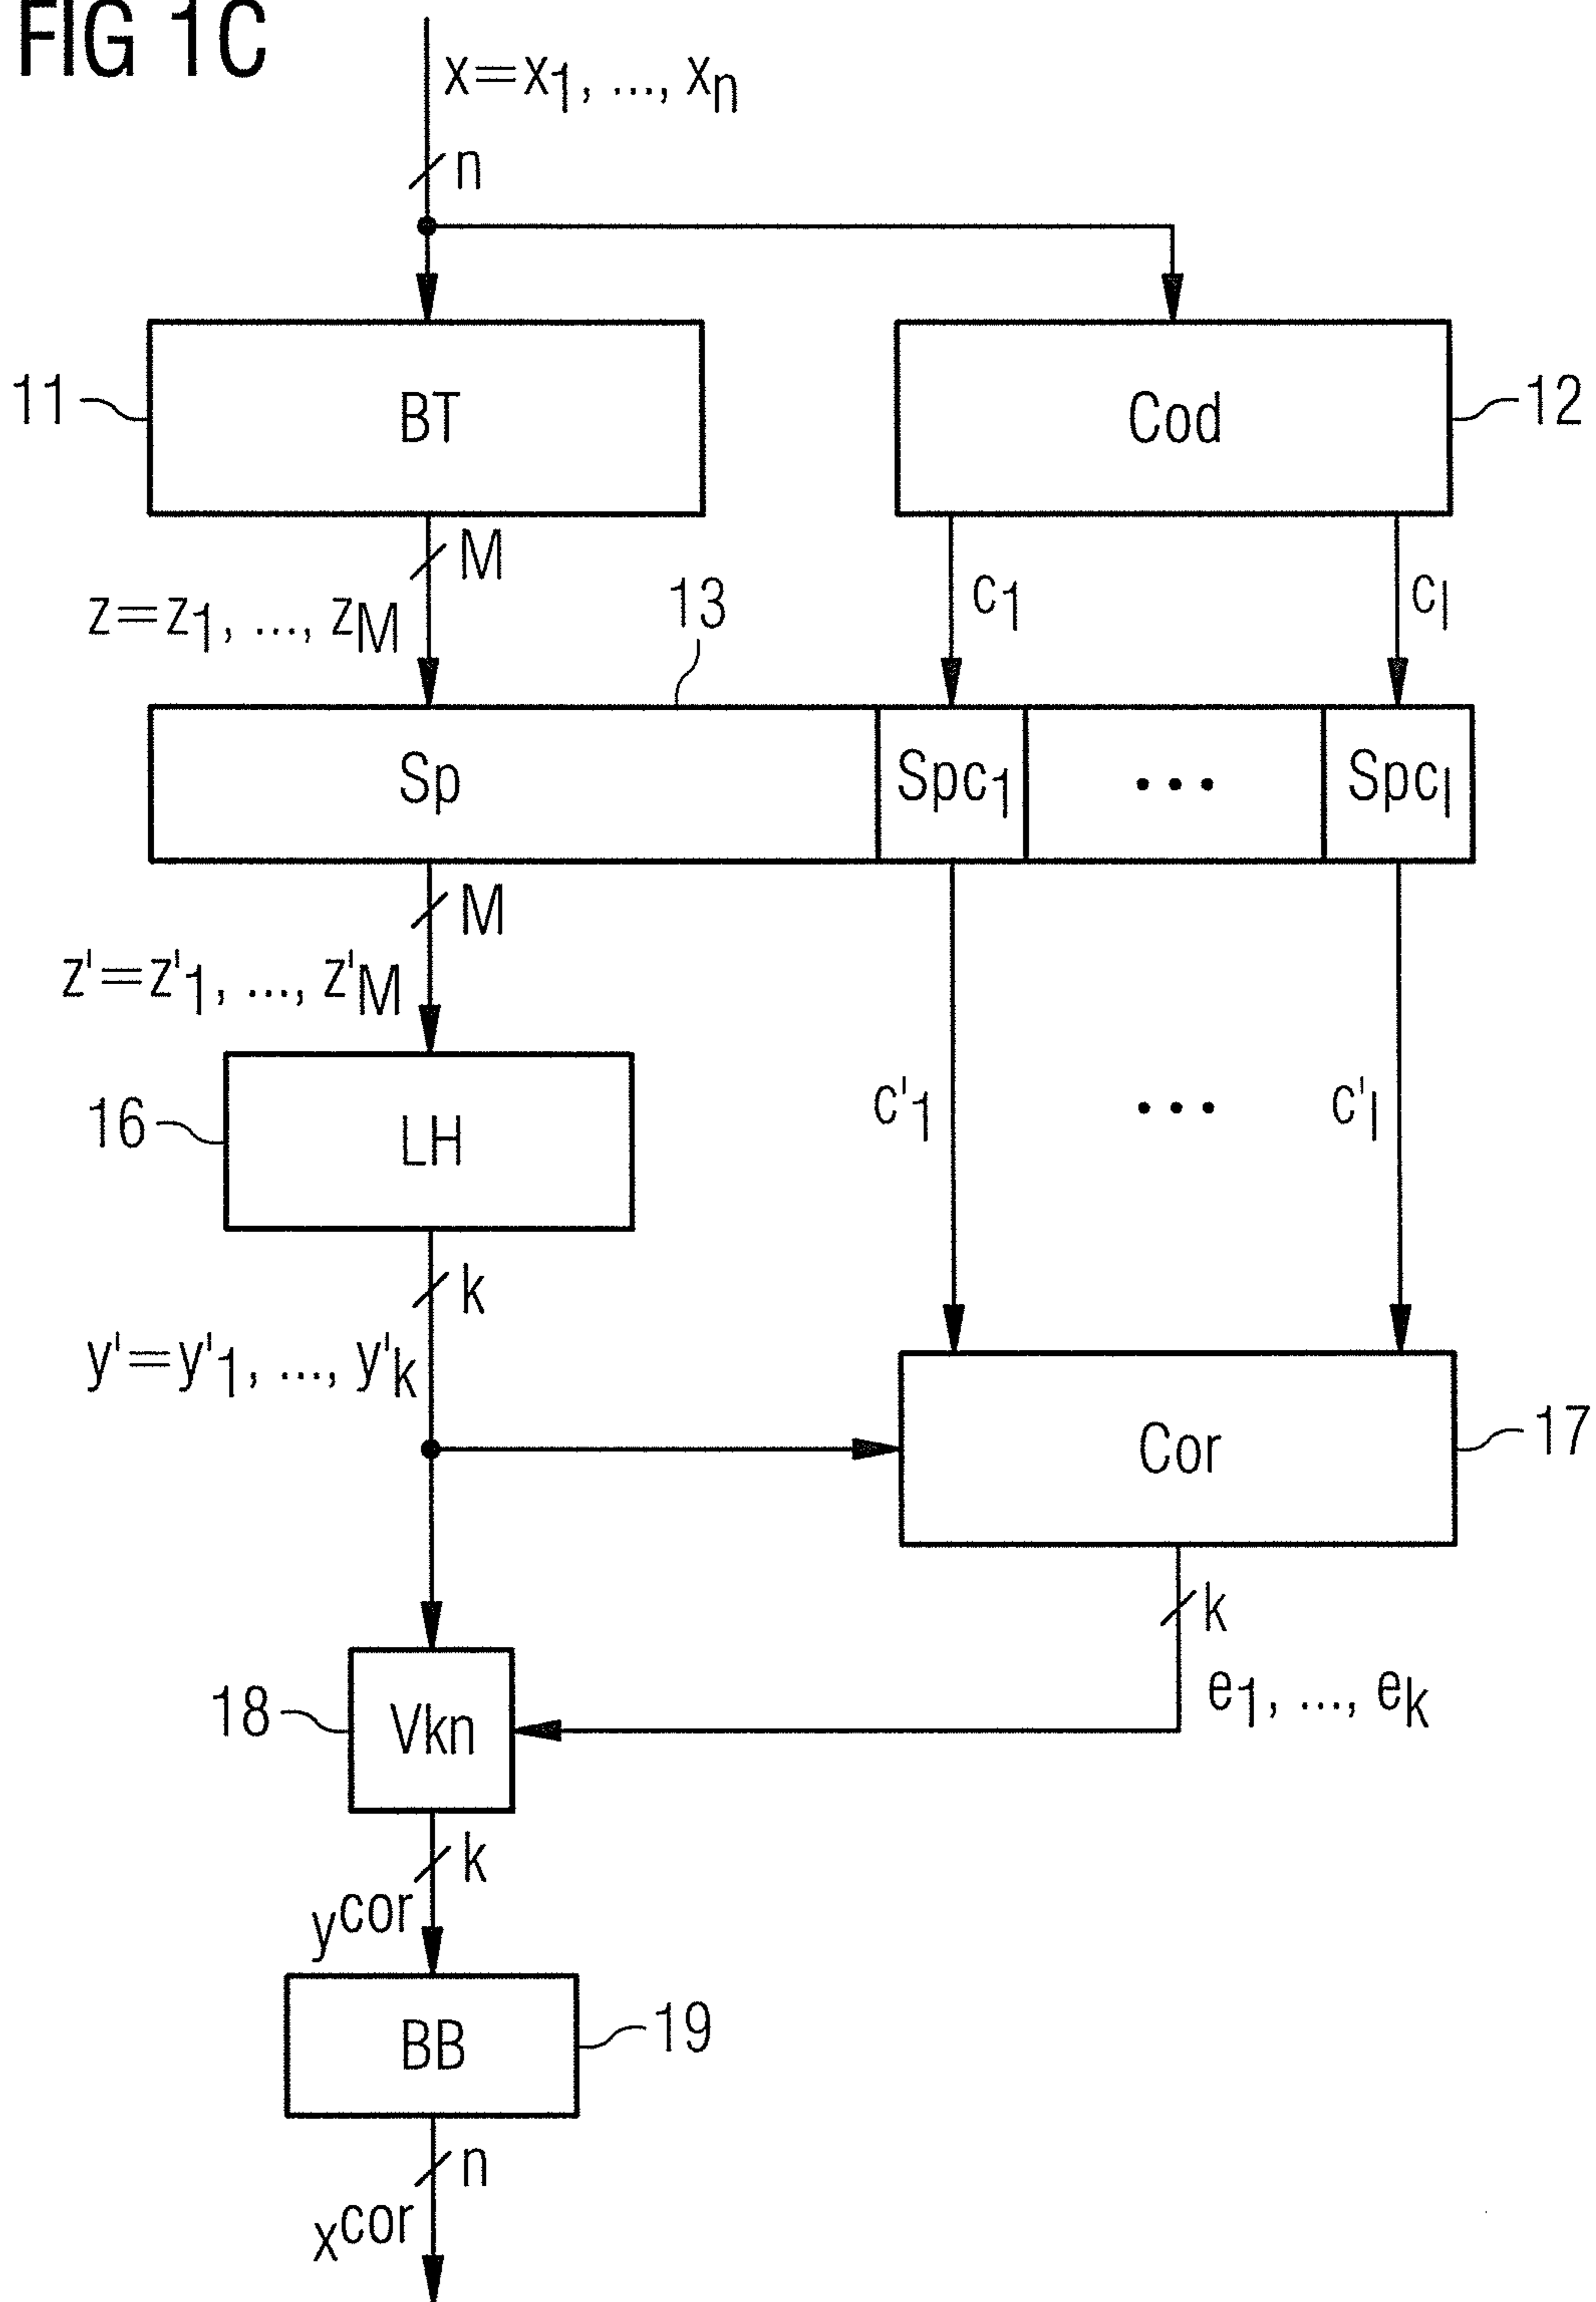 FIG 1C
x=x1, ..., xn
n
11
BT
Cod
12
M
z=z1, ..., zM
13
c1
cl
Sp
Spc1
...
Spcl
M
z'=z'1, ..., z'M
16
LH
c'1
...
c'l
k
y'=y'1, ..., y'k
Cor
17
k
e1, ..., ek
18
Vkn
k
ycor
BB
19
n
xcor